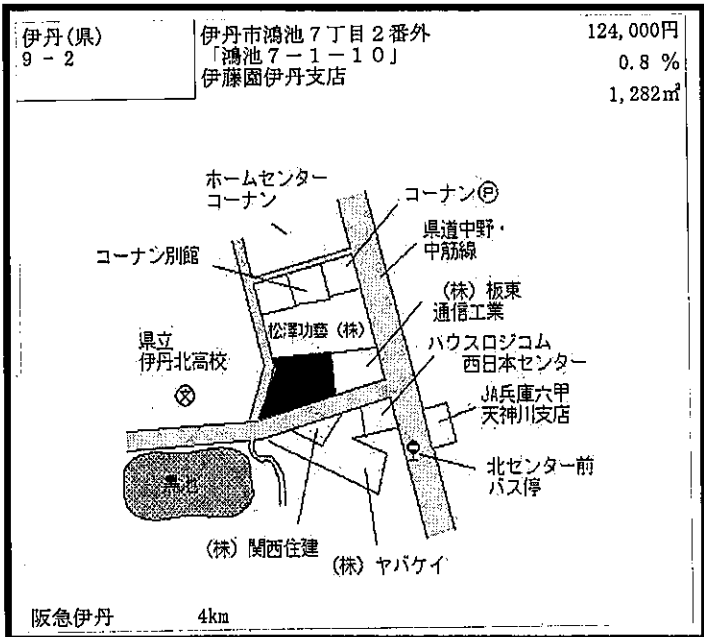 伊丹(県)
9－2
伊丹市鴻池7丁目2番外
「鴻池7－1－10」
伊藤園伊丹支店
124,000円
0.8 %
1,282㎡
ホームセンター
コーナン
コーナンⓅ
県道中野・
中筋線
コーナン別館
(株) 板東
通信工業
松澤功藝 (株)
ハウスロジコム
西日本センター
県立
伊丹北高校
文
JA兵庫六甲
天神川支店
北センター前
バス停
黒池
(株) 関西住建
(株) ヤバケイ
阪急伊丹 4km